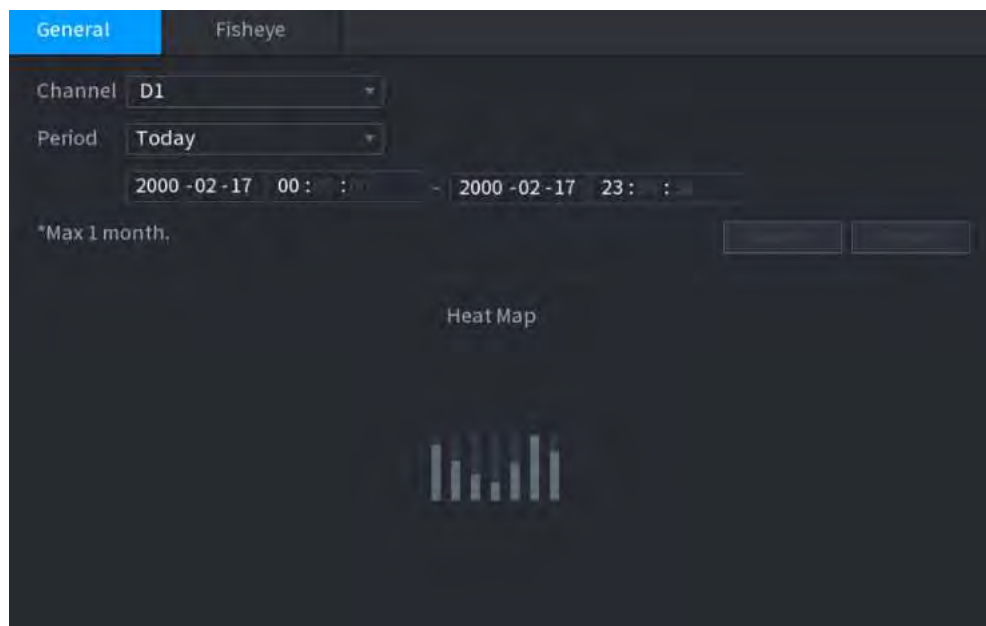 General Fisheye
Channel D1
Period Today
2000 -02 -17 00 : : - 2000 -02 -17 23 : :
*Max 1 month.
Heat Map